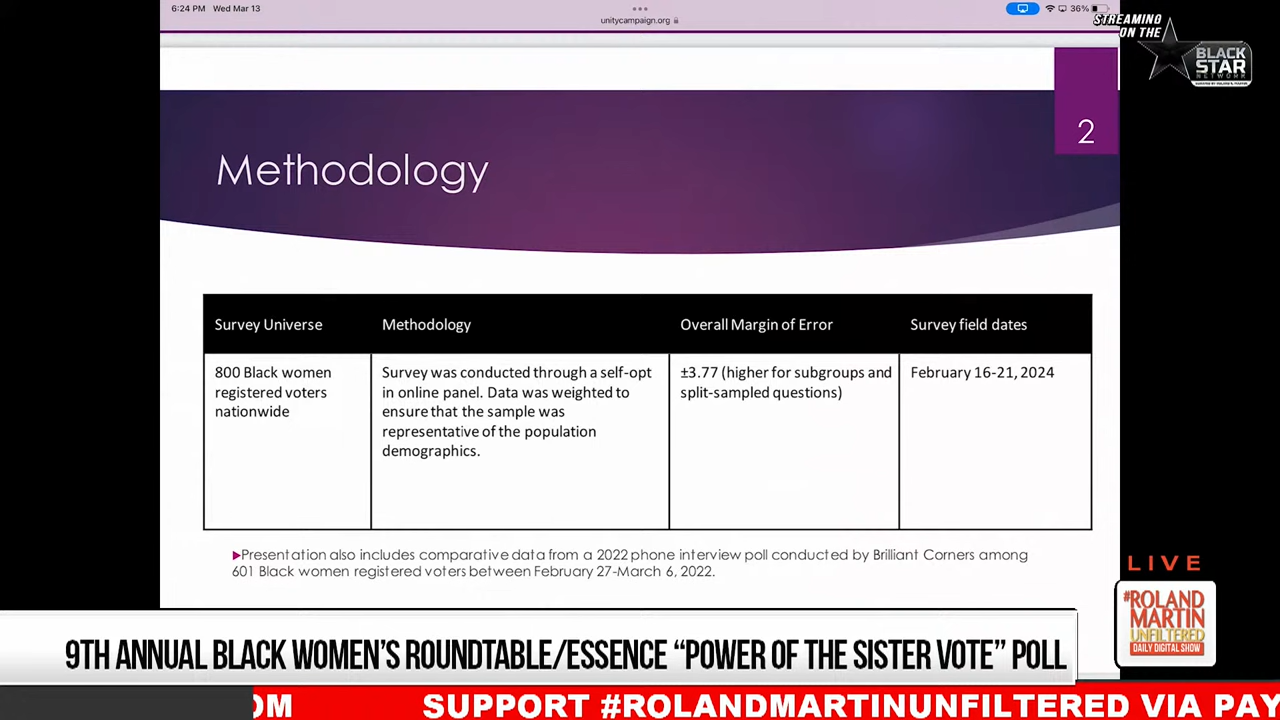 6:24 PM Wed Mar 13
unitycampaign.org
36%
STREAMING
ON THE
BLACK
STAR
NETWORK
2
Methodology
Survey Universe
Methodology
Overall Margin of Error
Survey field dates
800 Black women
registered voters
nationwide
Survey was conducted through a self-opt
in online panel. Data was weighted to
ensure that the sample was
representative of the population
demographics.
±3.77 (higher for subgroups and
split-sampled questions)
February 16-21, 2024
Presentation also includes comparative data from a 2022 phone interview poll conducted by Brilliant Corners among
601 Black women registered voters between February 27-March 6, 2022.
LIVE
#ROLAND
MARTIN
UNFILTERED
DAILY DIGITAL SHOW
9TH ANNUAL BLACK WOMEN'S ROUNDTABLE/ESSENCE “POWER OF THE SISTER VOTE” POLL
OM SUPPORT #ROLANDMARTINUNFILTERED VIA PAY